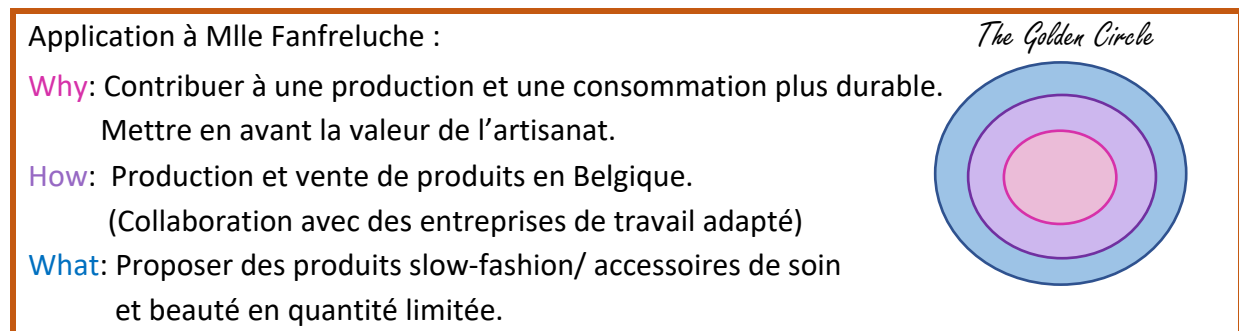 Application à Mlle Fanfreluche :
The Golden Circle
Why: Contribuer à une production et une consommation plus durable.
Mettre en avant la valeur de l’artisanat.
How: Production et vente de produits en Belgique.
(Collaboration avec des entreprises de travail adapté)
What: Proposer des produits slow-fashion/ accessoires de soin
et beauté en quantité limitée.